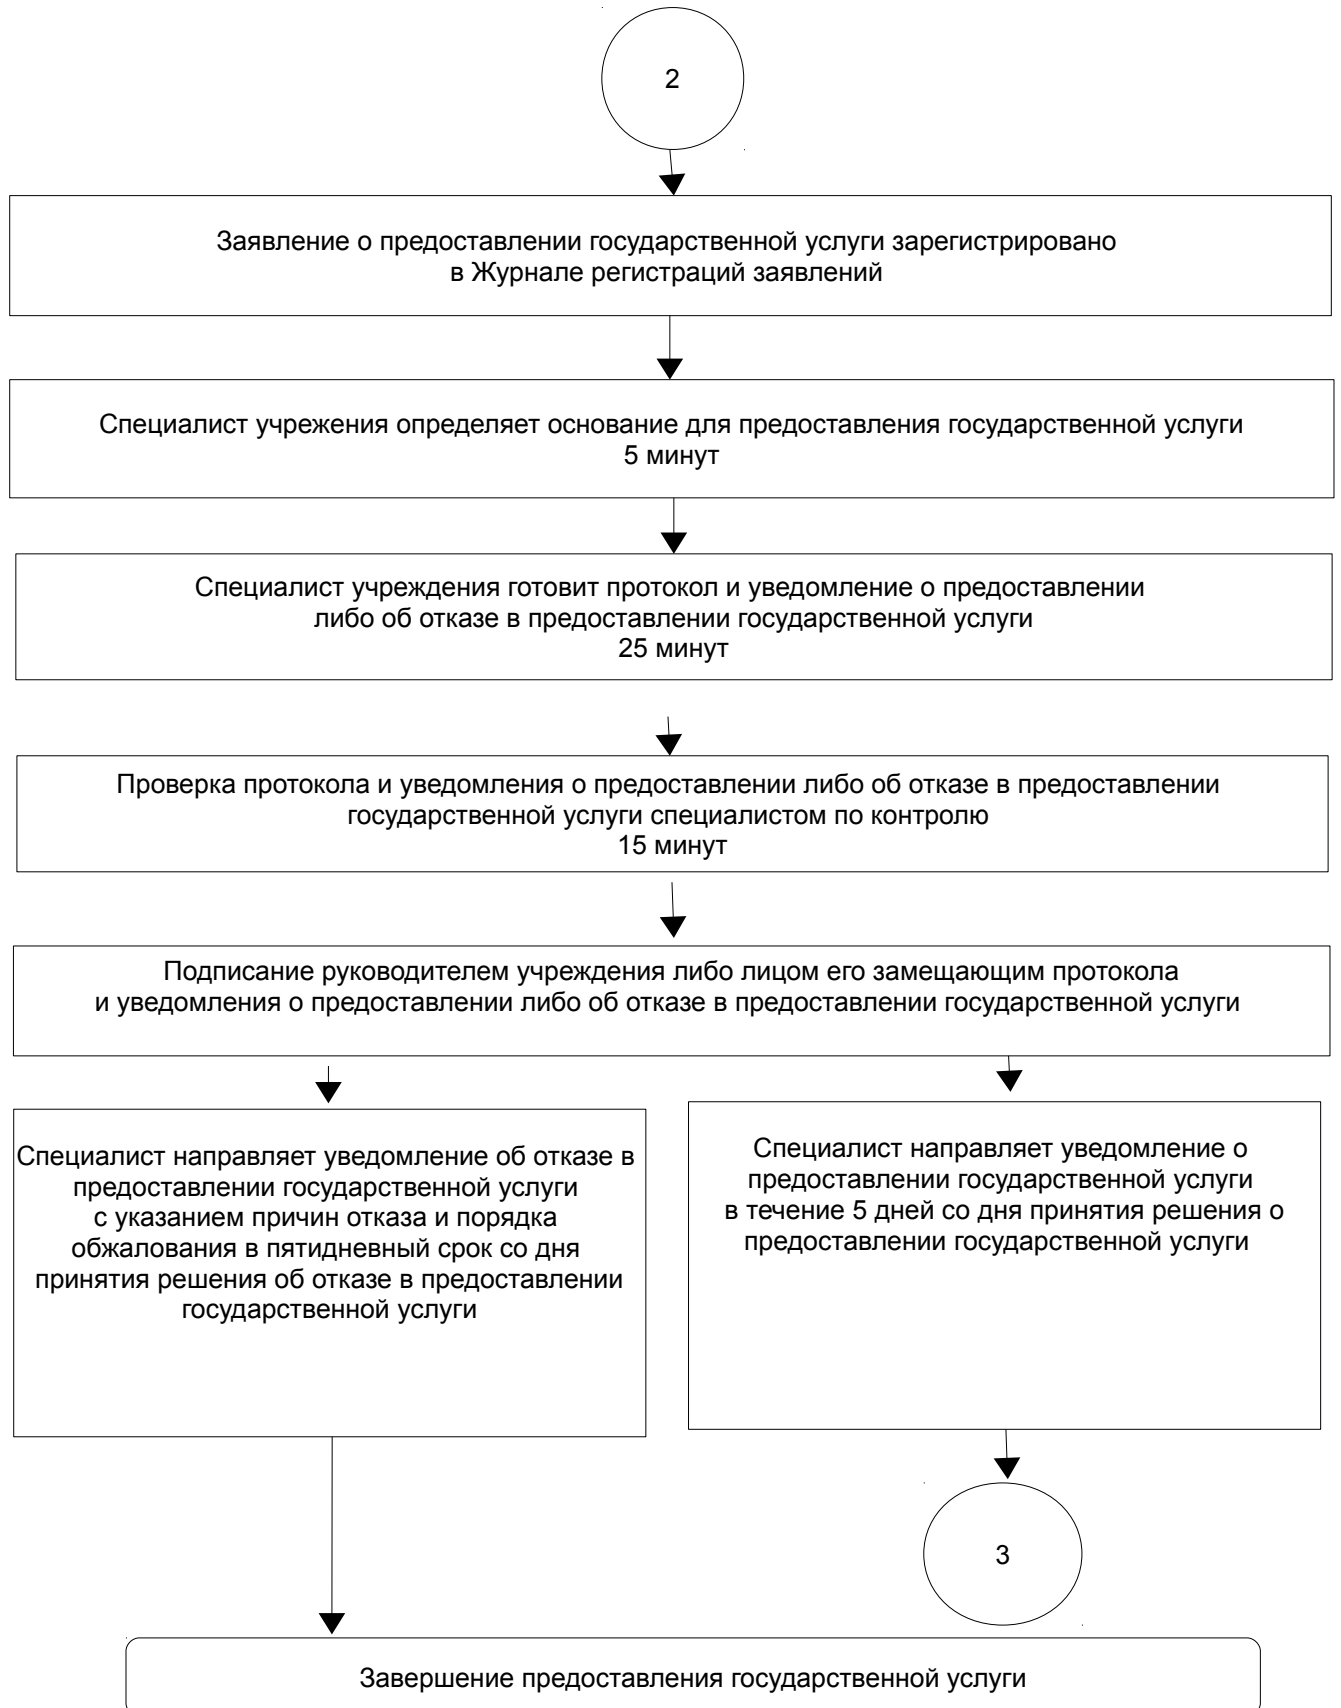 2
Заявление о предоставлении государственной услуги зарегистрировано
в Журнале регистраций заявлений
Специалист учрежения определяет основание для предоставления государственной услуги
5 минут
Специалист учреждения готовит протокол и уведомление о предоставлении
либо об отказе в предоставлении государственной услуги
25 минут
Проверка протокола и уведомления о предоставлении либо об отказе в предоставлении
государственной услуги специалистом по контролю
15 минут
Подписание руководителем учреждения либо лицом его замещающим протокола
и уведомления о предоставлении либо об отказе в предоставлении государственной услуги
Специалист направляет уведомление об отказе в
предоставлении государственной услуги
с указанием причин отказа и порядка
обжалования в пятидневный срок со дня
принятия решения об отказе в предоставлении
государственной услуги
Специалист направляет уведомление о
предоставлении государственной услуги
в течение 5 дней со дня принятия решения о
предоставлении государственной услуги
3
Завершение предоставления государственной услуги